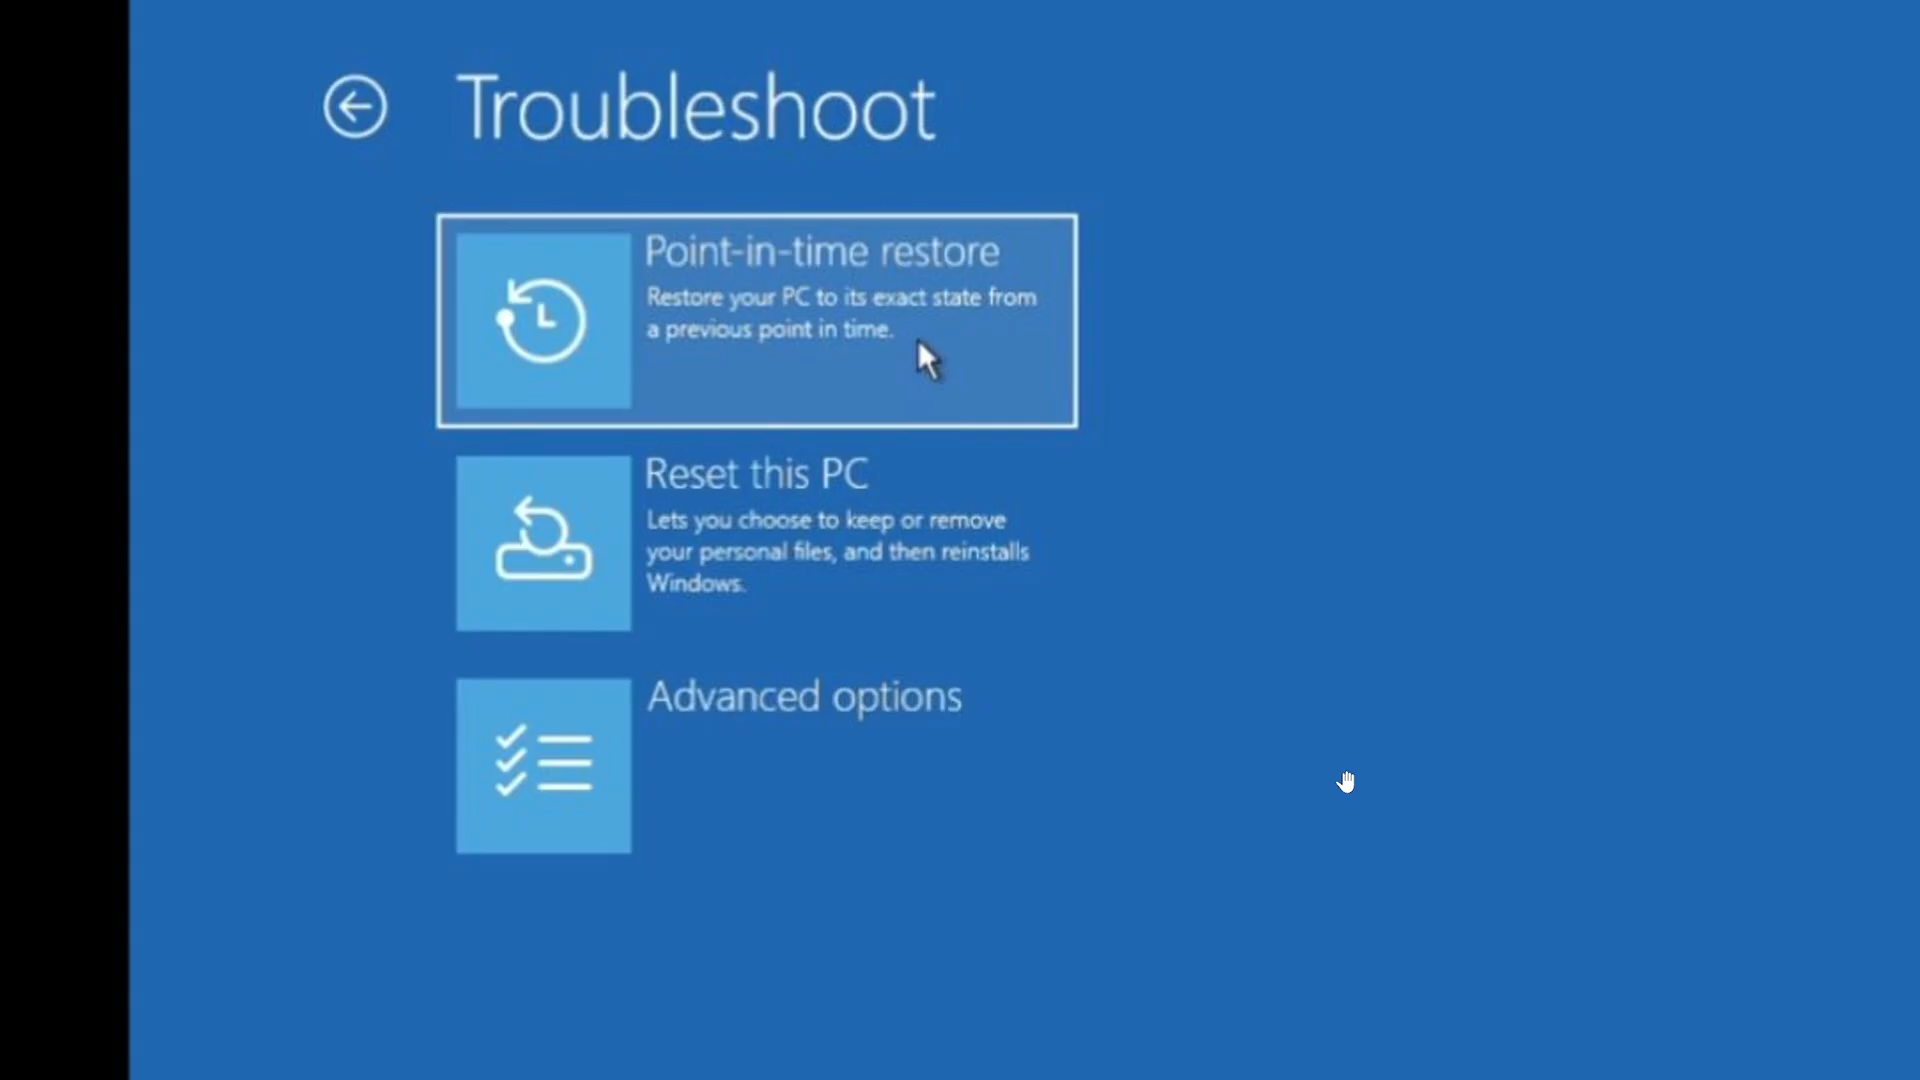 Troubleshoot
Point-in-time restore
Restore your PC to its exact state from
a previous point in time.
Reset this PC
Lets you choose to keep or remove
your personal files, and then reinstalls
Windows.
Advanced options